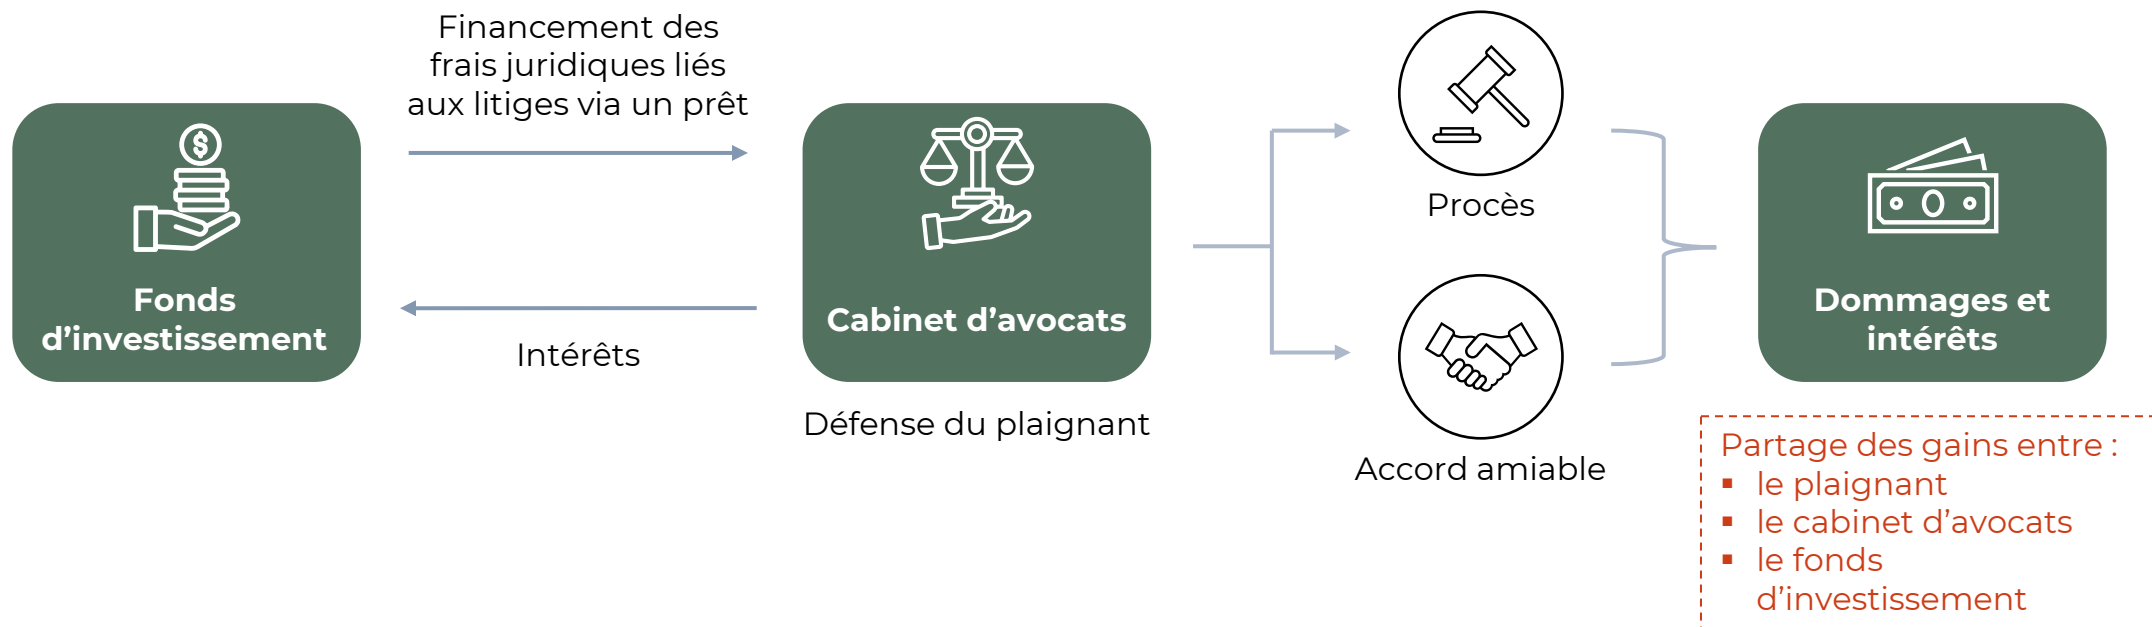 Financement des
frais juridiques liés
aux litiges via un prêt
$
Fonds
d’investissement
Intérêts
Cabinet d’avocats
Défense du plaignant
Procès
Accord amiable
Dommages et
intérêts
Partage des gains entre :
▪ le plaignant
▪ le cabinet d’avocats
▪ le fonds
d’investissement